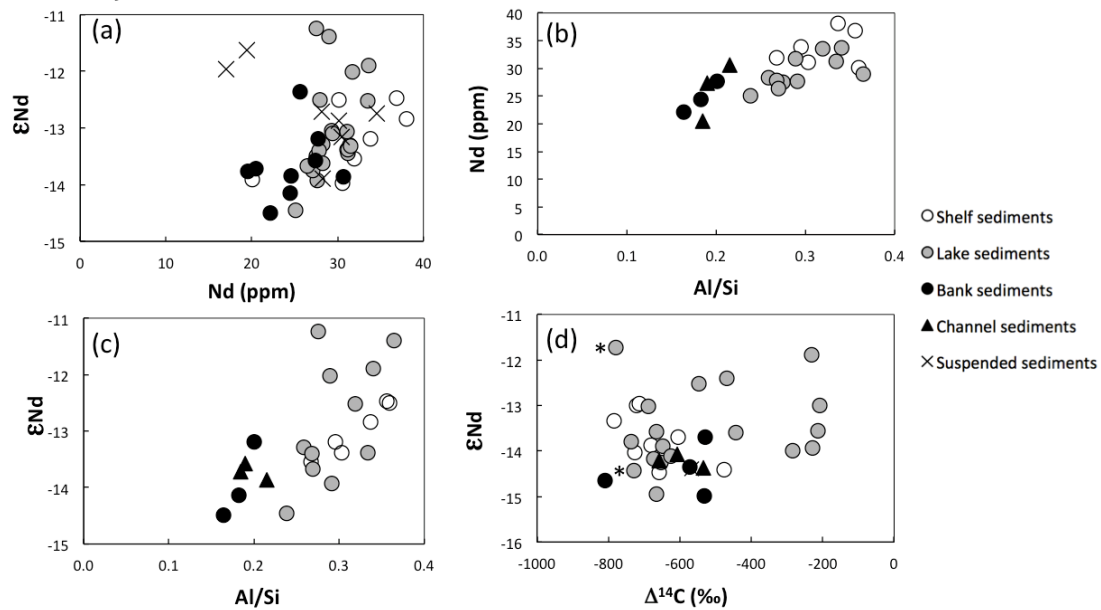 (a)
-11
-12
-13
-14
-15
εNd
0 10 20 30 40
Nd (ppm)
(b)
40
35
30
25
20
15
10
5
0
Nd (ppm)
0.0 0.1 0.2 0.3 0.4
Al/Si
Shelf sediments
Lake sediments
Bank sediments
Channel sediments
Suspended sediments
(c)
-11
-12
-13
-14
-15
εNd
0.0 0.1 0.2 0.3 0.4
Al/Si
(d)
-11
-12
-13
-14
-15
-16
εNd
*
*
-1000 -800 -600 -400 -200 0
Δ¹⁴C (‰)